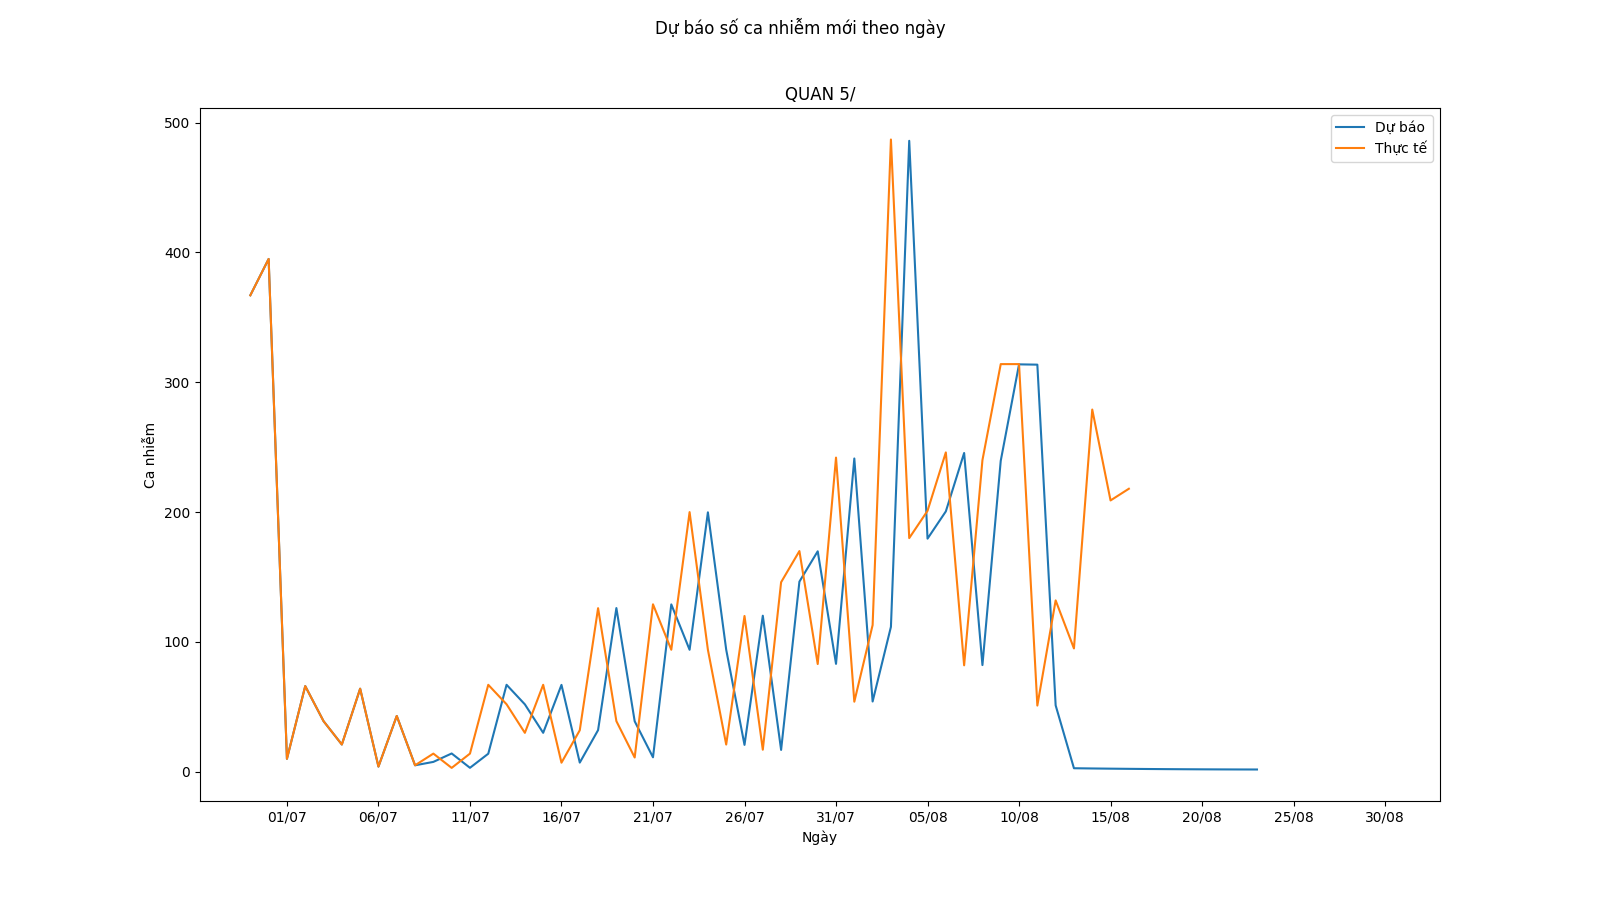 Dự báo số ca nhiễm mới theo ngày
QUAN 5/
Dự báo
Thực tế
500
400
300
200
100
0
Ca nhiễm
01/07 06/07 11/07 16/07 21/07 26/07 31/07 05/08 10/08 15/08 20/08 25/08 30/08
Ngày